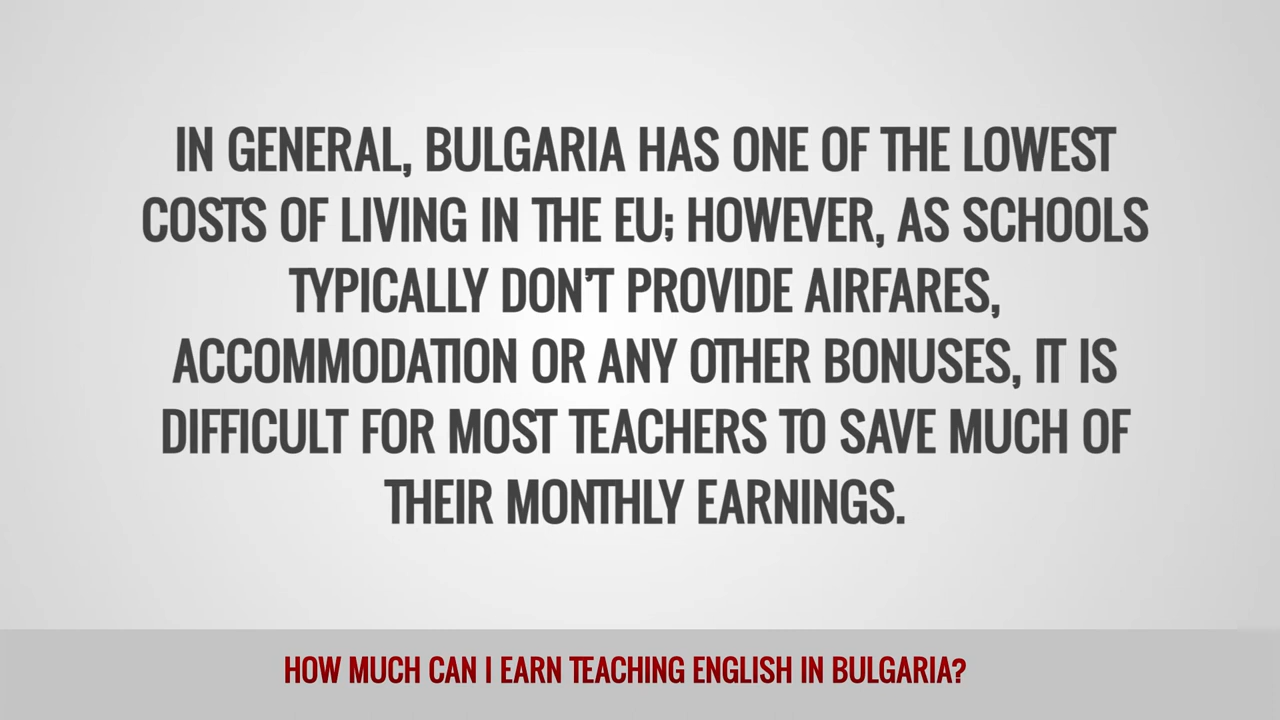 IN GENERAL, BULGARIA HAS ONE OF THE LOWEST
COSTS OF LIVING IN THE EU; HOWEVER, AS SCHOOLS
TYPICALLY DON'T PROVIDE AIRFARES,
ACCOMMODATION OR ANY OTHER BONUSES, IT IS
DIFFICULT FOR MOST TEACHERS TO SAVE MUCH OF
THEIR MONTHLY EARNINGS.
HOW MUCH CAN I EARN TEACHING ENGLISH IN BULGARIA?